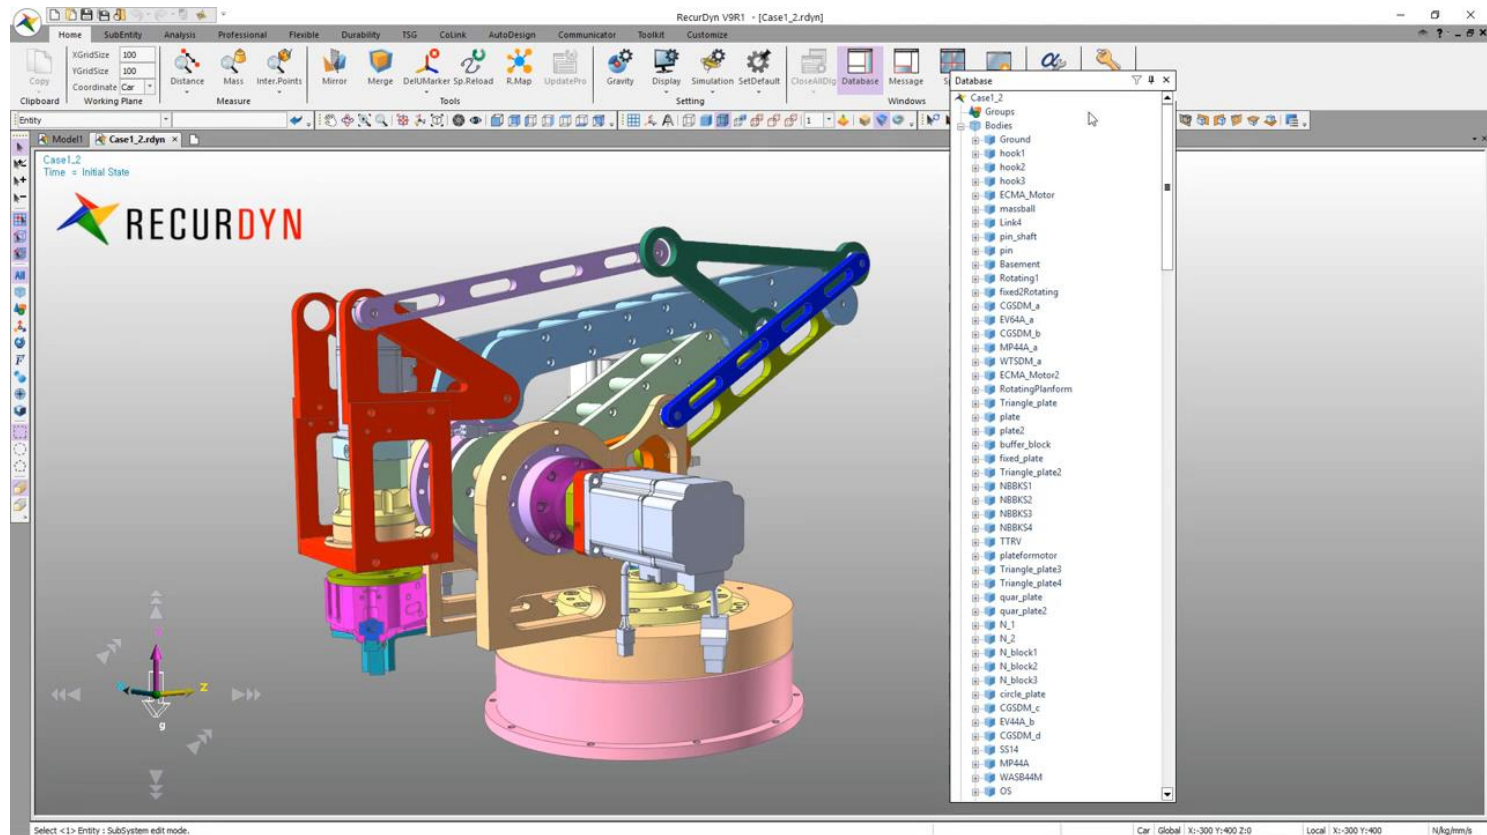 RecurDyn V9R1 - [Case1_2.rdyn]
Home SubEntity Analysis Professional Flexible Durability TSG CoLink AutoDesign Communicator Toolkit Customize
XGridSize 100
YGridSize 100
Coordinate Car
Copy Distance Mass Inter.Points Mirror Merge DelUMarker Sp.Reload R.Map UpdatePro Gravity Display Simulation SetDefault CloseAllDlg Database Message
Clipboard Working Plane Measure Tools Setting Windows
Entity
1
Model1 Case1_2.rdyn
Case1_2
Time = Initial State
RECURDYN
All
F
z
g
Database
Case1_2
Groups
Bodies
Ground
hook1
hook2
hook3
ECMA_Motor
massball
Link4
pin_shaft
pin
Basement
Rotating1
fixed2Rotating
CGSDM_a
EV64A_a
CGSDM_b
MP44A_a
WTSDM_a
ECMA_Motor2
RotatingPlanform
Triangle_plate
plate
plate2
buffer_block
fixed_plate
Triangle_plate2
NBBKS1
NBBKS2
NBBKS3
NBBKS4
TTRV
plateformotor
Triangle_plate3
Triangle_plate4
quar_plate
quar_plate2
N_1
N_2
N_block1
N_block2
N_block3
circle_plate
CGSDM_c
EV44A_b
CGSDM_d
SS14
MP44A
WASB44M
OS
Select <1> Entity : SubSystem edit mode.
Car Global X:-300 Y:400 Z:0 Local X:-300 Y:400 N/kg/mm/s